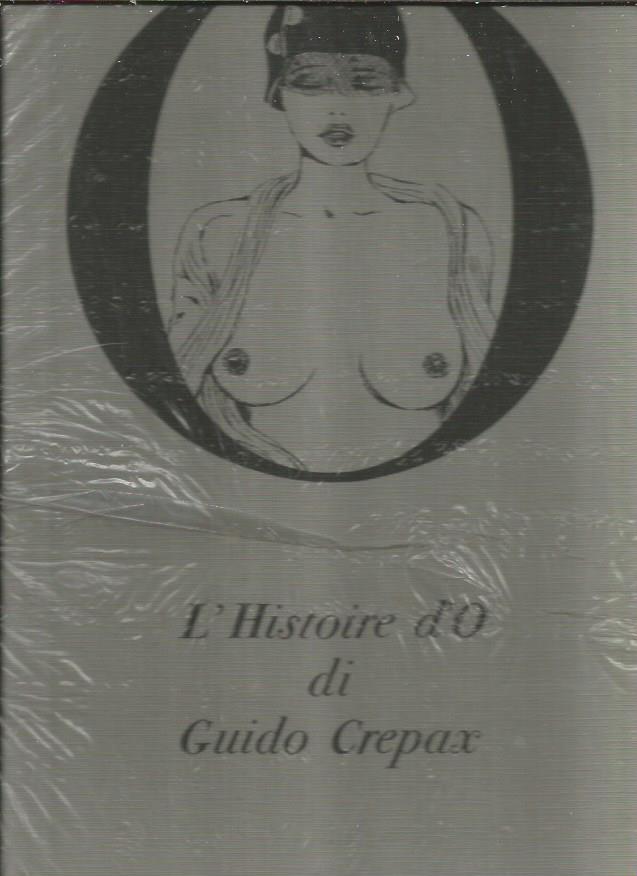 O
L'Histoire d'O
di
Guido Crepax